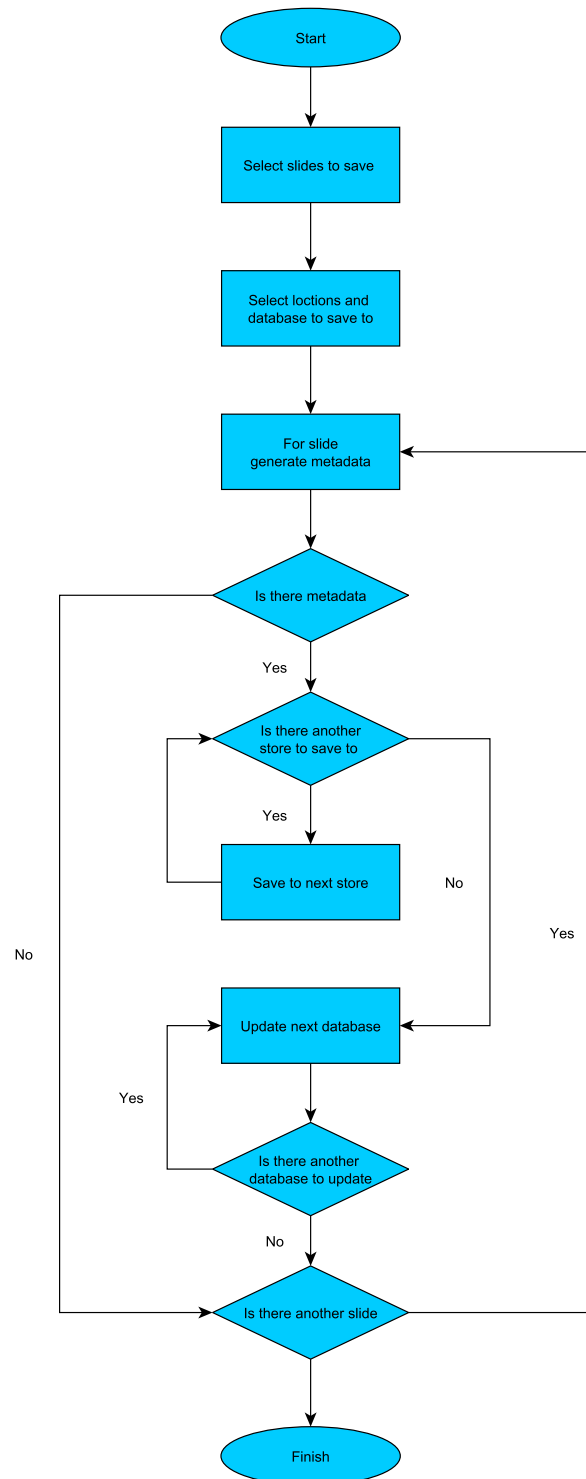 Start
Select slides to save
Select loctions and
database to save to
For slide
generate metadata
Is there metadata
Yes
Is there another
store to save to
Yes
Save to next store
No
Yes
No
Update next database
Yes
Is there another
database to update
No
Is there another slide
Finish